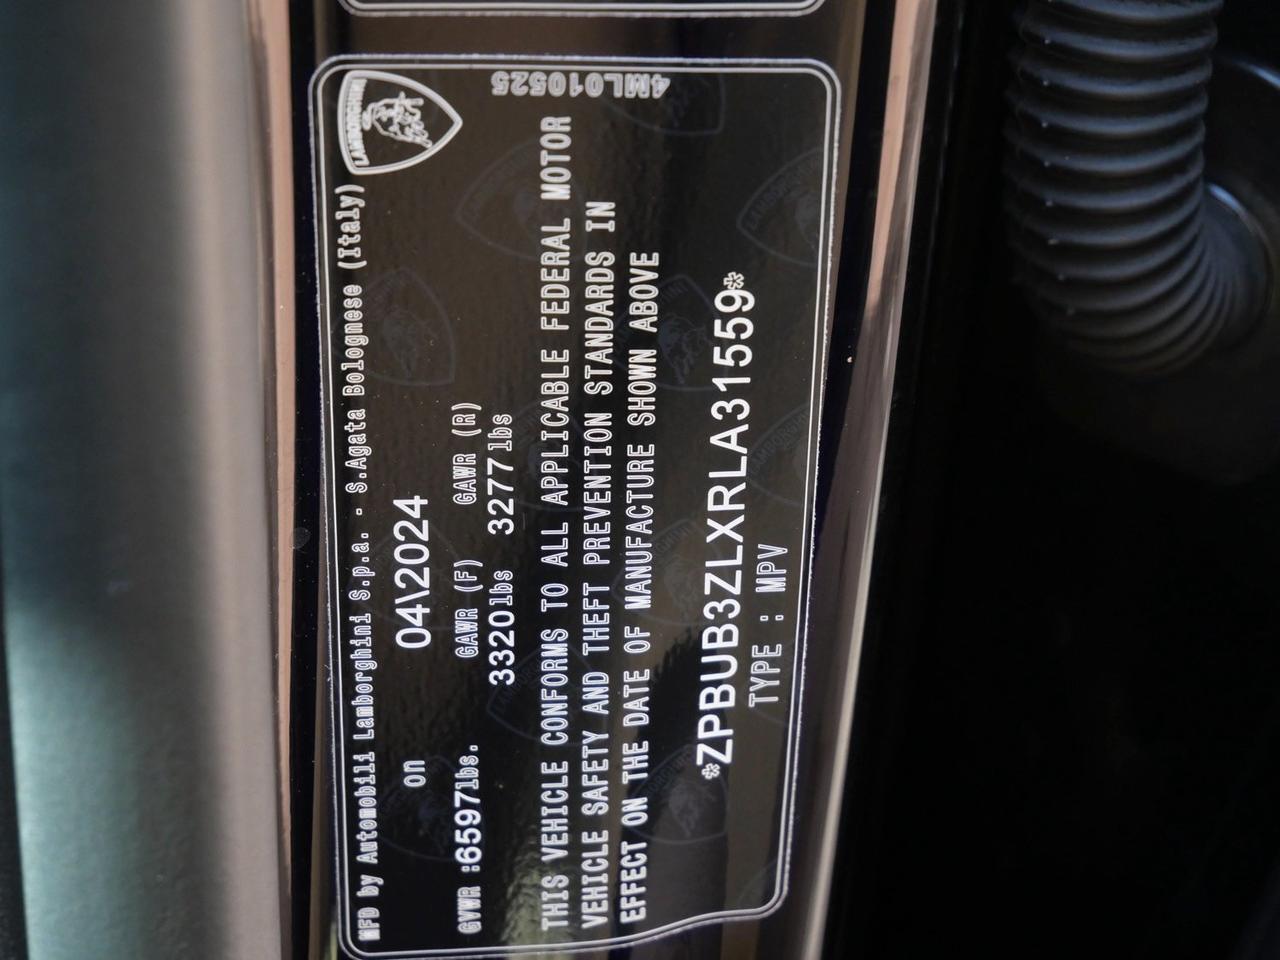 MFD by Automobili Lamborghini S.p.a. - S.Agata Bolognese (Italy)
LAMBORGHINI
on 04\2024
GVWR :6597lbs. GAWR (F) GAWR (R)
3320lbs 3277lbs
4ML010525
THIS VEHICLE CONFORMS TO ALL APPLICABLE FEDERAL MOTOR
VEHICLE SAFETY AND THEFT PREVENTION STANDARDS IN
EFFECT ON THE DATE OF MANUFACTURE SHOWN ABOVE
*ZPBUB3ZLXRLA31559*
TYPE : MPV